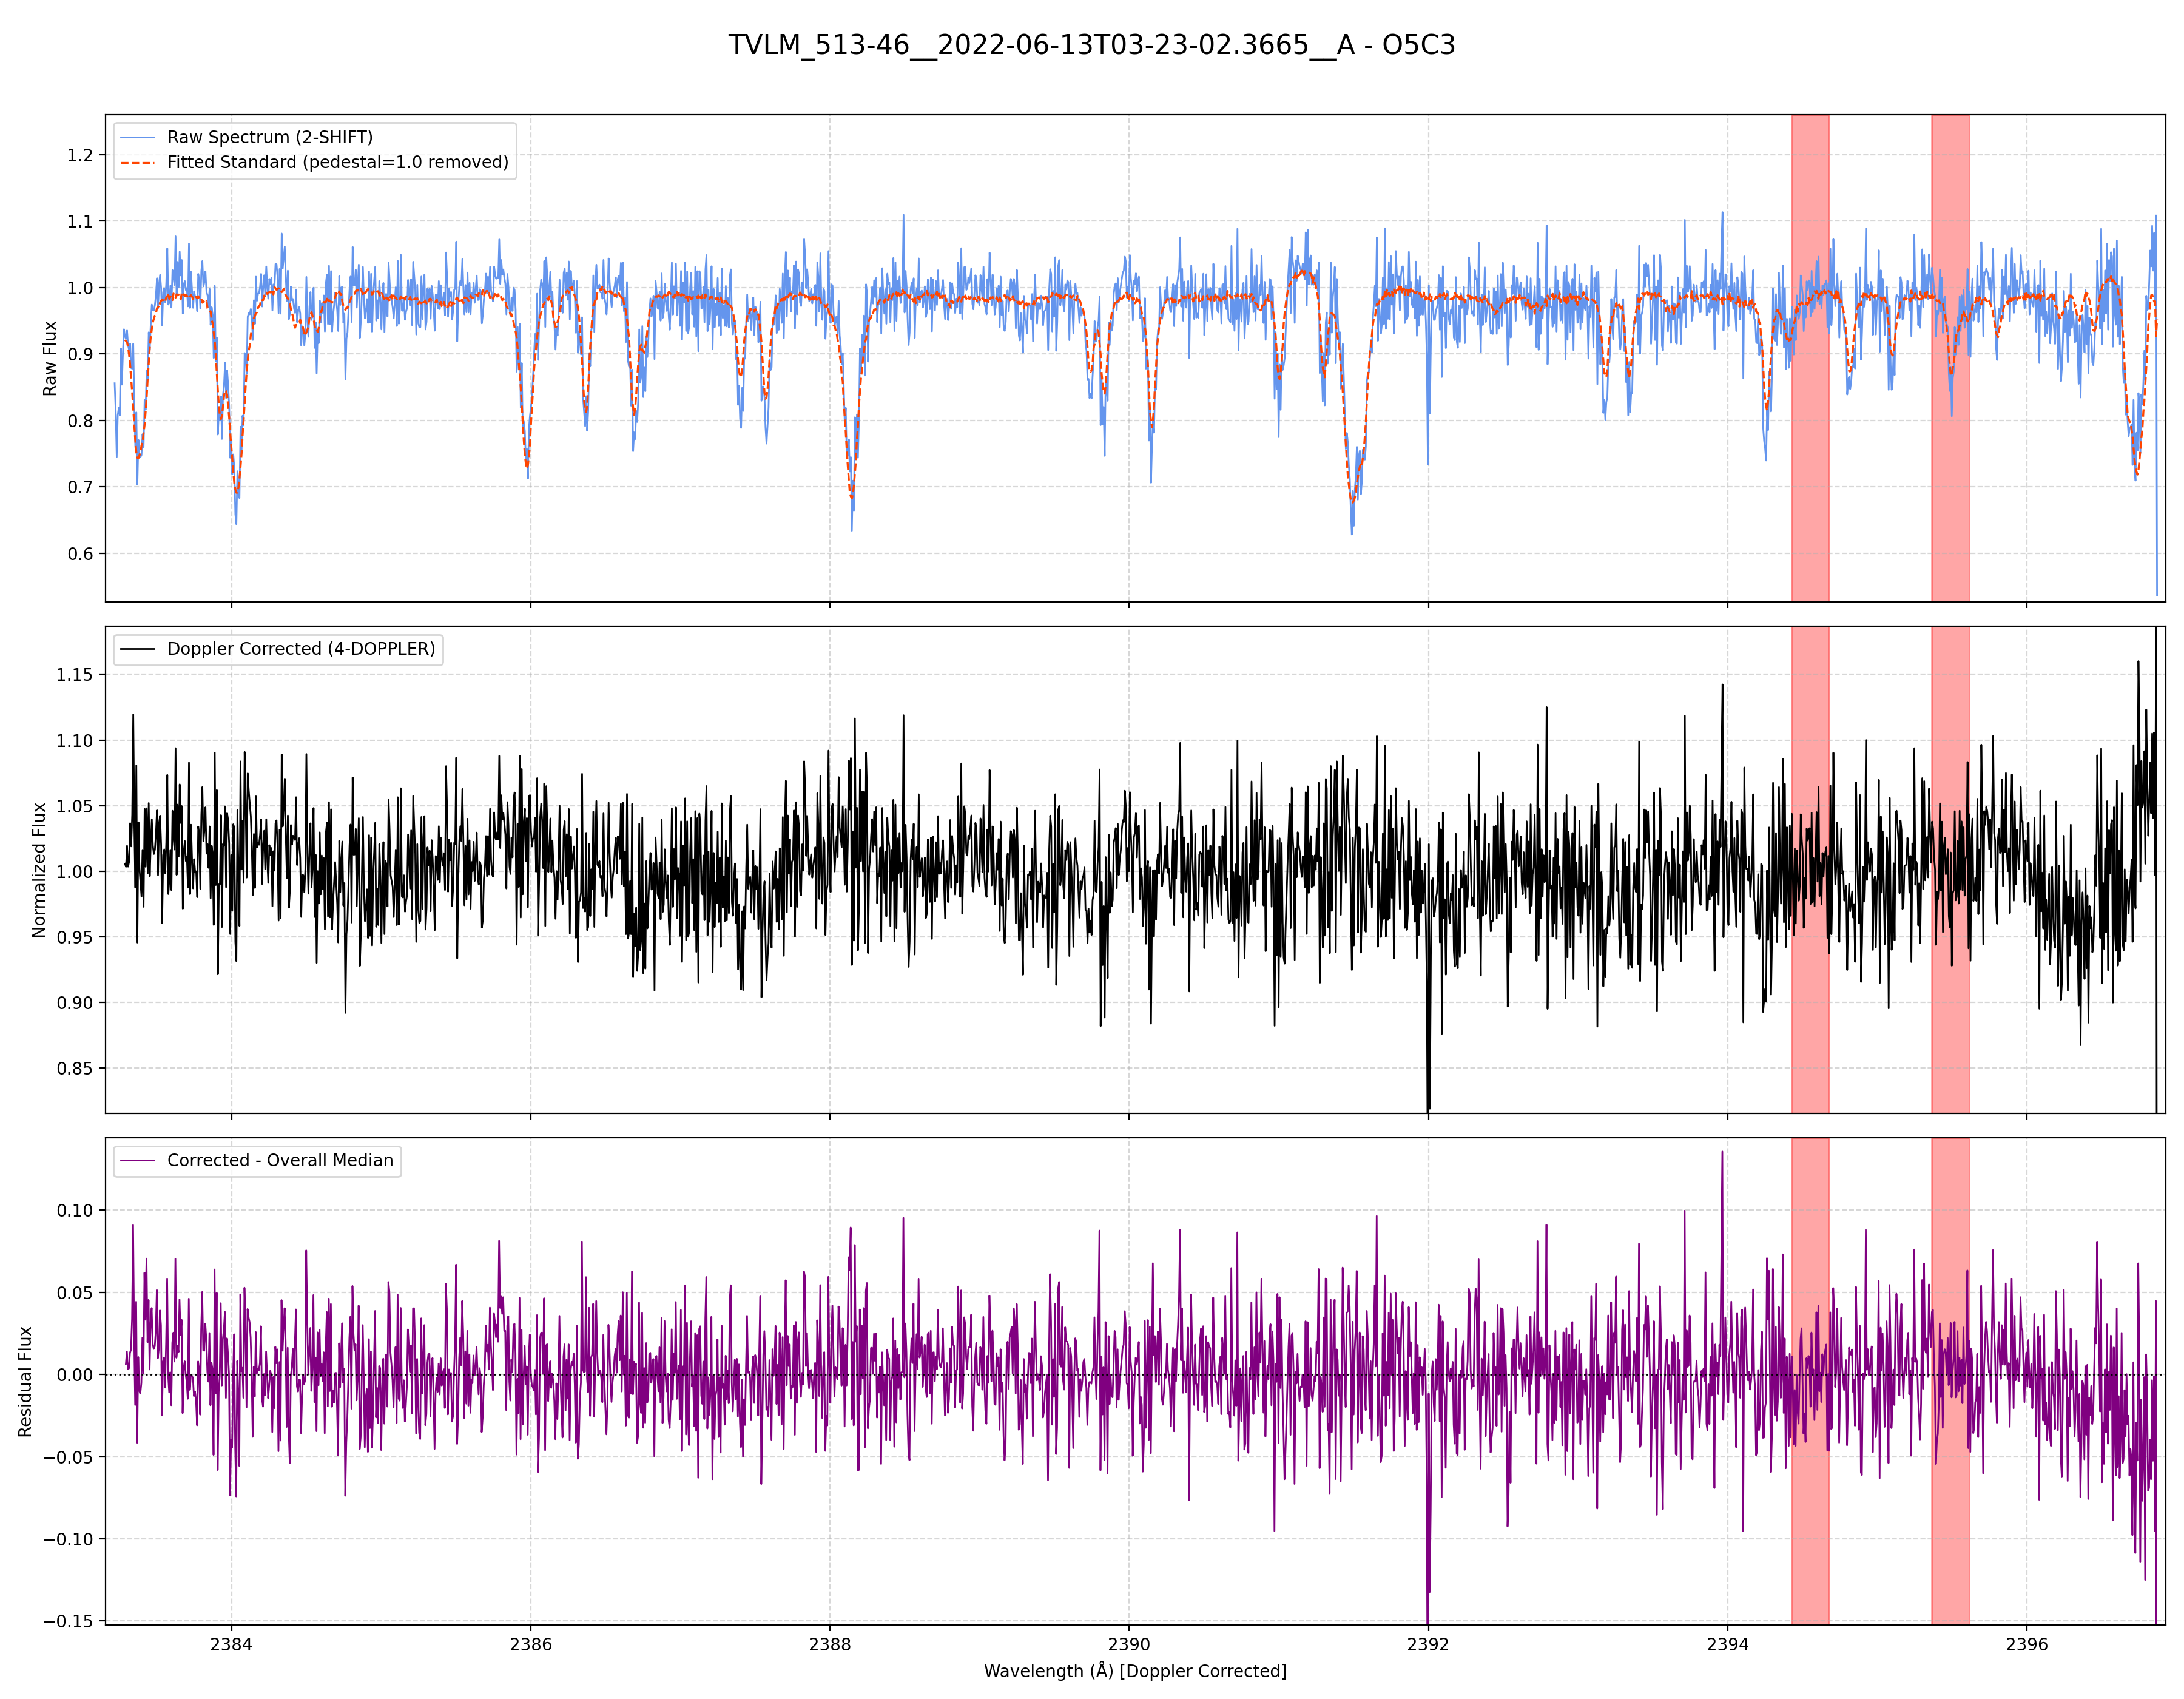 TVLM_513-46__2022-06-13T03-23-02.3665__A - O5C3
Raw Spectrum (2-SHIFT)
Fitted Standard (pedestal=1.0 removed)
1.2
1.1
1.0
0.9
0.8
0.7
0.6
Raw Flux
Doppler Corrected (4-DOPPLER)
1.15
1.10
1.05
1.00
0.95
0.90
0.85
Normalized Flux
Corrected - Overall Median
0.10
0.05
0.00
−0.05
−0.10
−0.15
Residual Flux
2384 2386 2388 2390 2392 2394 2396
Wavelength (Å) [Doppler Corrected]